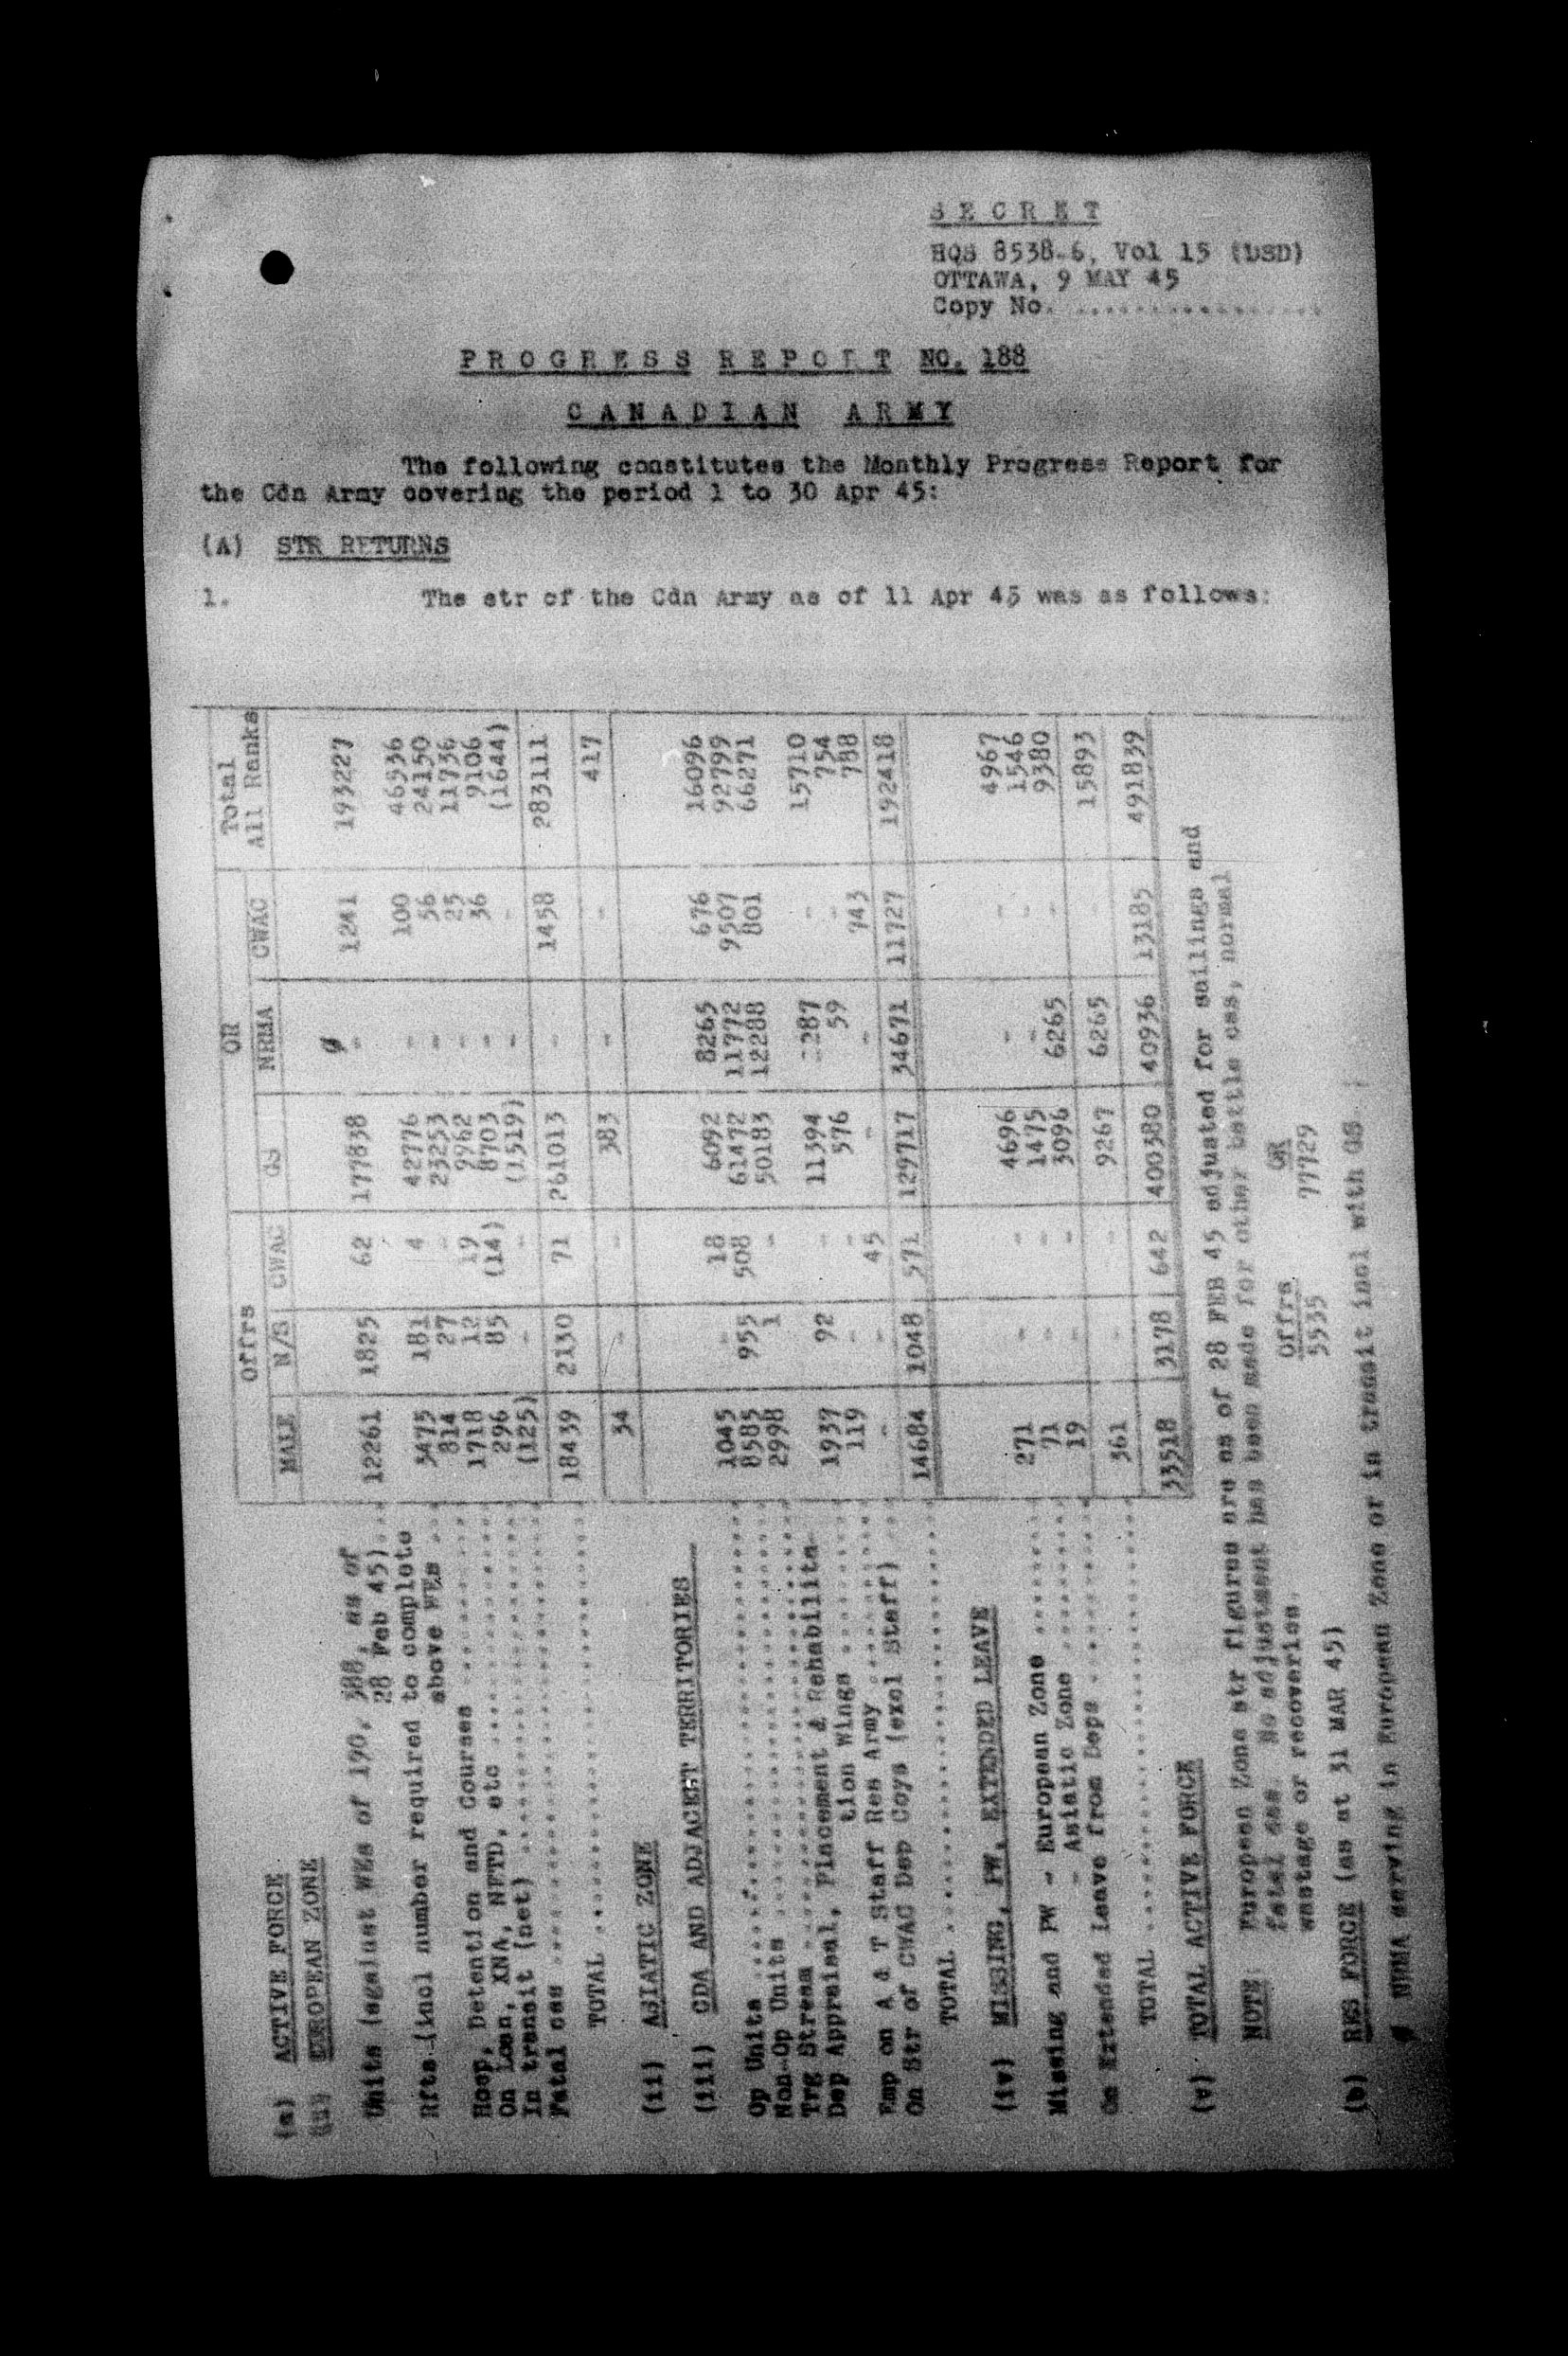 SECRET
HQS 8538-6, Vol 15 (DSD)
OTTAWA, 9 MAY 45
Copy No. ................
PROGRESS REPORT NO. 188
CANADIAN ARMY
The following constitutes the Monthly Progress Report for
the Cdn Army covering the period 1 to 30 Apr 45:
(A) STR RETURNS
1. The str of the Cdn Army as of 11 Apr 45 was as follows:
Offrs OR Total
MALE N/S CWAC GS NRMA CWAC All Ranks
(a) ACTIVE FORCE
(i) EUROPEAN ZONE
Units (against WEs of 190, 388, as of
28 Feb 45)... 12261 1825 62 177838 ø - 1241 193227
Rfts (incl number required to complete
above WEs .. 3475 181 4 42776 - 100 46536
Hosp, Detention and Courses ........ 814 27 - 23253 - 56 24150
On Loan, XNA, NFTD, etc ........ 1718 12 19 9962 - 25 11736
In transit (net) ........ 296 85 (14) 8703 - 36 9106
Fatal cas ........ (125) - - (1519) - - (1644)
TOTAL ........ 18439 2130 71 261013 - 1458 283111
(ii) ASIATIC ZONE 34 - - 383 - - 417
(iii) CDA AND ADJACENT TERRITORIES
Op Units ........ 1045 - 18 6092 8265 676 16096
Non-Op Units ........ 8585 955 508 61472 11772 9507 92799
Trg Stream ........ 2998 1 - 50183 12288 801 66271
Dep Appraisal, Placement & Rehabilita-
tion Wings ........ 1937 92 - 11394 2287 - 15710
Emp on A & T Staff Res Army ........ 119 - - 576 59 - 754
On Str of CWAC Dep Coys (excl Staff) .. - - 45 - - 743 788
TOTAL ........ 14684 1048 571 129717 34671 11727 192418
(iv) MISSING, PW, EXTENDED LEAVE
Missing and PW - European Zone ........ 271 - - 4696 - - 4967
- Asiatic Zone ........ 71 - - 1475 - - 1546
On Extended Leave from Deps ........ 19 - - 3096 6265 - 9380
TOTAL ........ 361 - - 9267 6265 - 15893
(v) TOTAL ACTIVE FORCE 33518 3178 642 400380 40936 13185 491839
NOTE: European Zone str figures are as of 28 FEB 45 adjusted for sailings and
fatal cas. No adjustment has been made for other battle cas, normal
wastage or recoveries.
Offrs OR
(b) RES FORCE (as at 31 MAR 45) 5535 77729
ø NRMA serving in European Zone or in transit incl with GS.